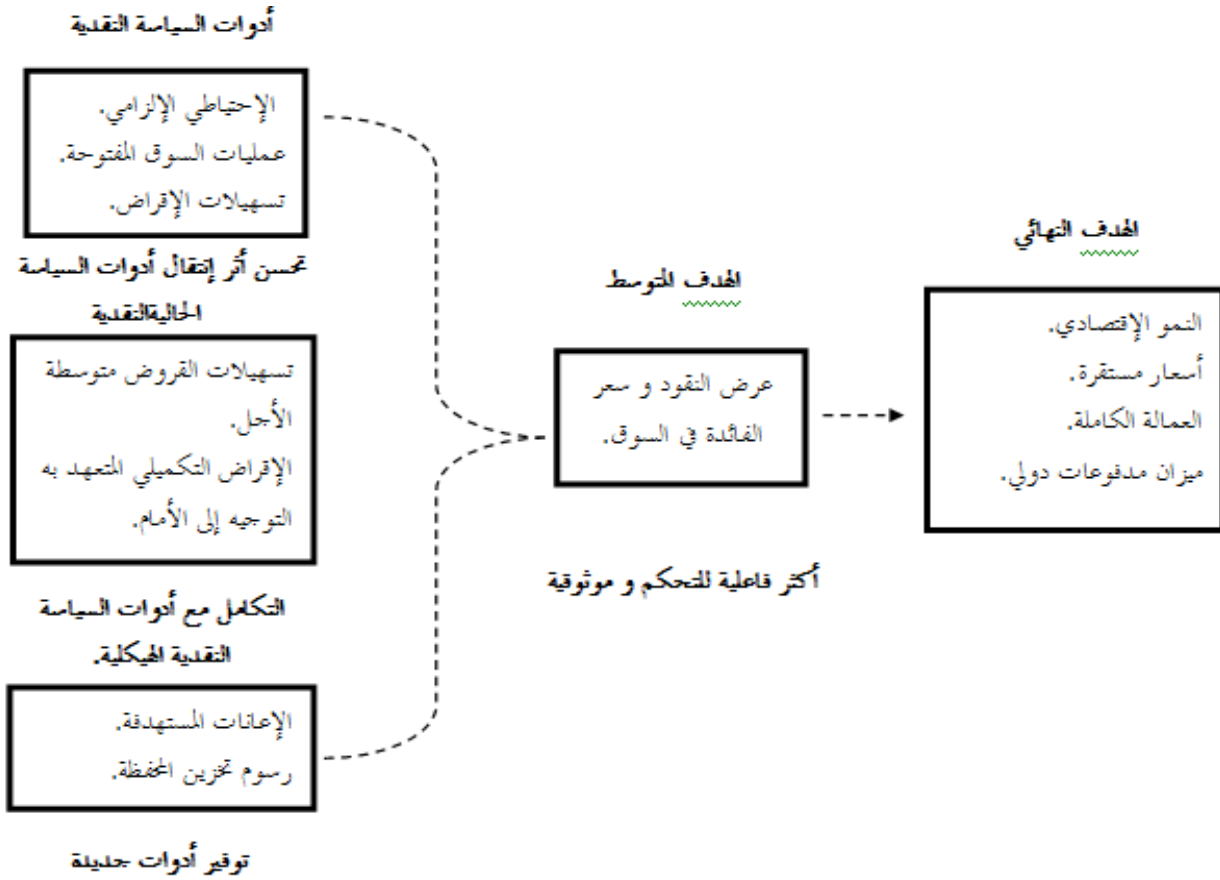 أدوات السياسة النقدية
الإحتياطي الإلزامي.
عمليات السوق المفتوحة.
تسهيلات الإقراض.
تحسن أثر إنتقال أدوات السياسة
الحاليةالنقدية
تسهيلات القروض متوسطة
الأجل.
الإقراض التكميلي المتعهد به
التوجيه إلى الأمام.
التكامل مع أدوات السياسة
النقدية الهيكلية.
الإعانات المستهدفة.
رسوم تخزين المحفظة.
توفير أدوات جديدة
الهدف المتوسط
عرض النقود و سعر
الفائدة في السوق.
أكثر فاعلية للتحكم و موثوقية
الهدف النهائي
النمو الإقتصادي.
أسعار مستقرة.
العمالة الكاملة.
ميزان مدفوعات دولي.